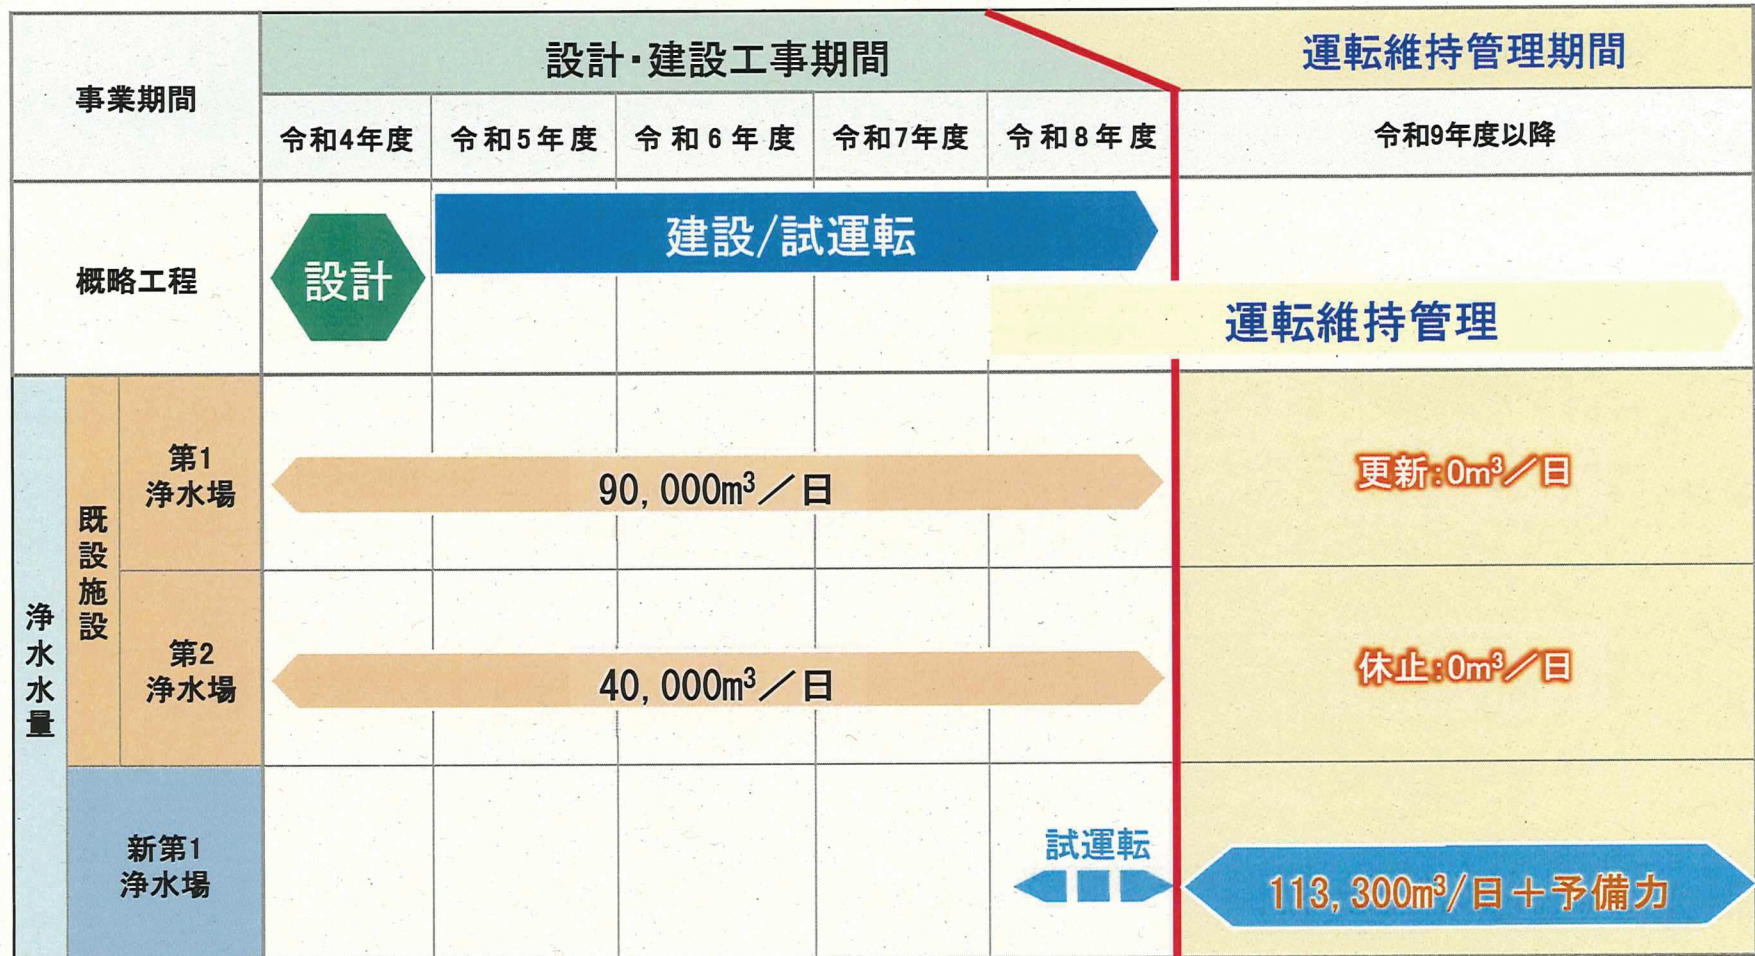 事業期間
設計・建設工事期間
運転維持管理期間
令和4年度
令和5年度
令和6年度
令和7年度
令和8年度
令和9年度以降
概略工程
設計
建設/試運転
運転維持管理
浄水水量
既設施設
第1
浄水場
90,000m³／日
更新:0m³／日
第2
浄水場
40,000m³／日
休止:0m³／日
新第1
浄水場
試運転
113,300m³/日＋予備力